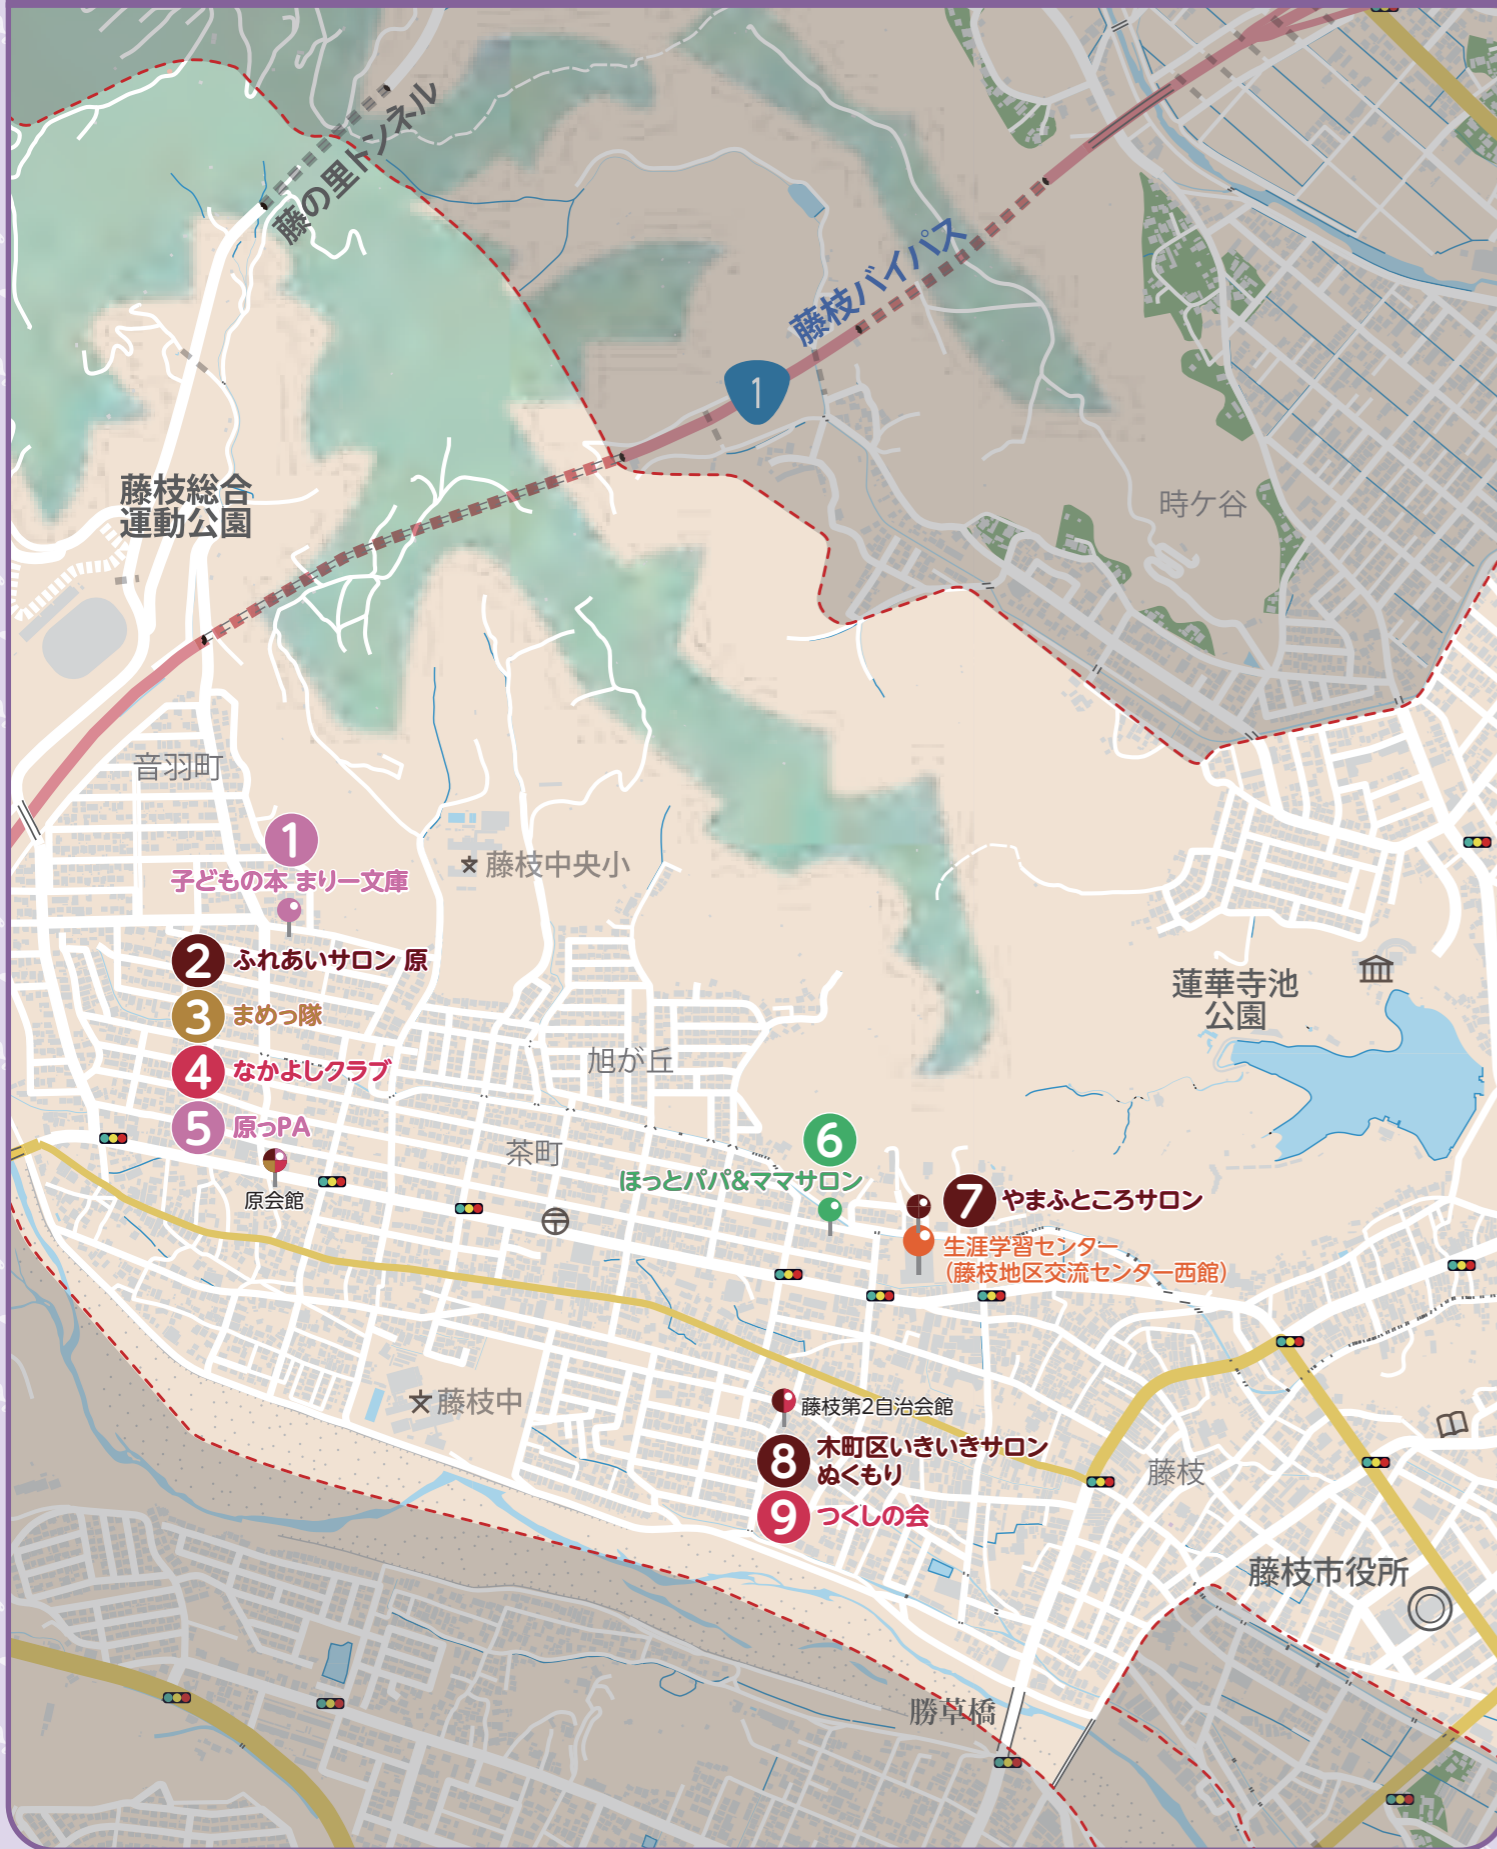 藤の里トンネル
藤枝バイパス
1
藤枝総合
運動公園
時ケ谷
音羽町
1
子どもの本 まりー文庫
藤枝中央小
2 ふれあいサロン 原
3 まめっ隊
4 なかよしクラブ
5 原っPA
原会館
旭が丘
茶町
蓮華寺池
公園
6
ほっとパパ&ママサロン
7 やまふところサロン
生涯学習センター
(藤枝地区交流センター西館)
藤枝中
藤枝第2自治会館
8 木町区いきいきサロン
ぬくもり
9 つくしの会
藤枝
藤枝市役所
勝草橋